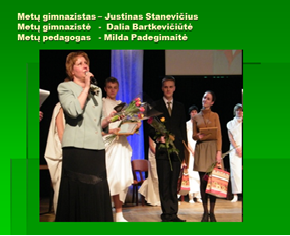 Metų gimnazistas – Justinas Stanevičius
Metų gimnazistė - Dalia Bartkevičiūtė
Metų pedagogas - Milda Padegimaitė